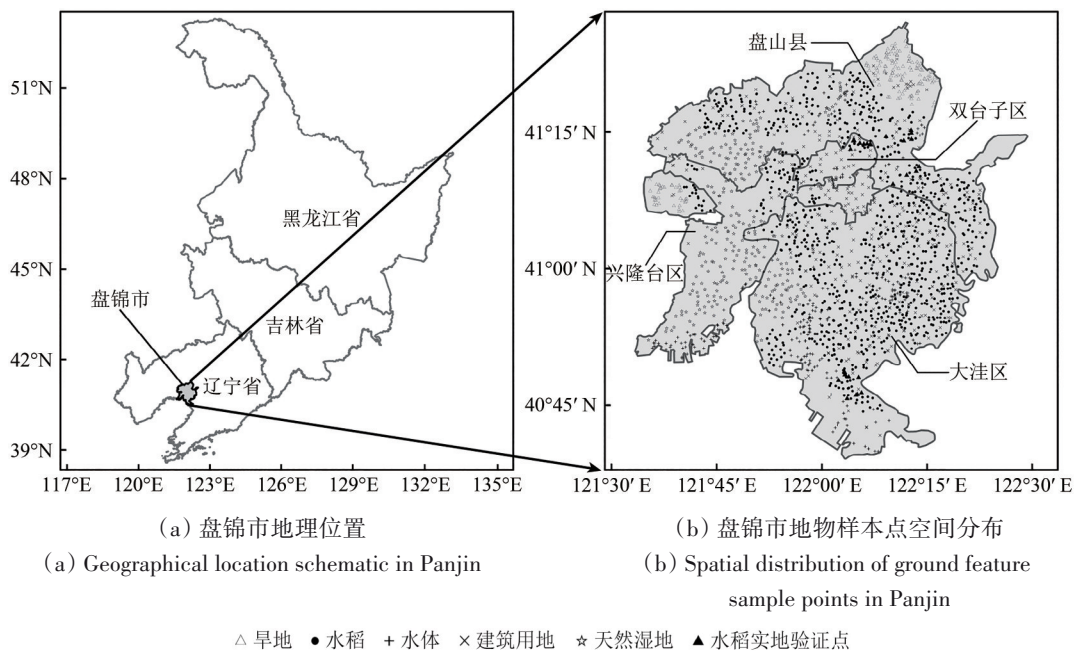 51°N
48°N
45°N
42°N
39°N
117°E 120°E 123°E 126°E 129°E 132°E 135°E
黑龙江省
吉林省
辽宁省
盘锦市
41°15′ N
41°00′ N
40°45′ N
121°30′ E 121°45′ E 122°00′ E 122°15′ E 122°30′ E
盘山县
双台子区
兴隆台区
大洼区
(a) 盘锦市地理位置
(a) Geographical location schematic in Panjin
(b) 盘锦市地物样本点空间分布
(b) Spatial distribution of ground feature
sample points in Panjin
△ 旱地 ● 水稻 + 水体 × 建筑用地 ☆ 天然湿地 ▲ 水稻实地验证点